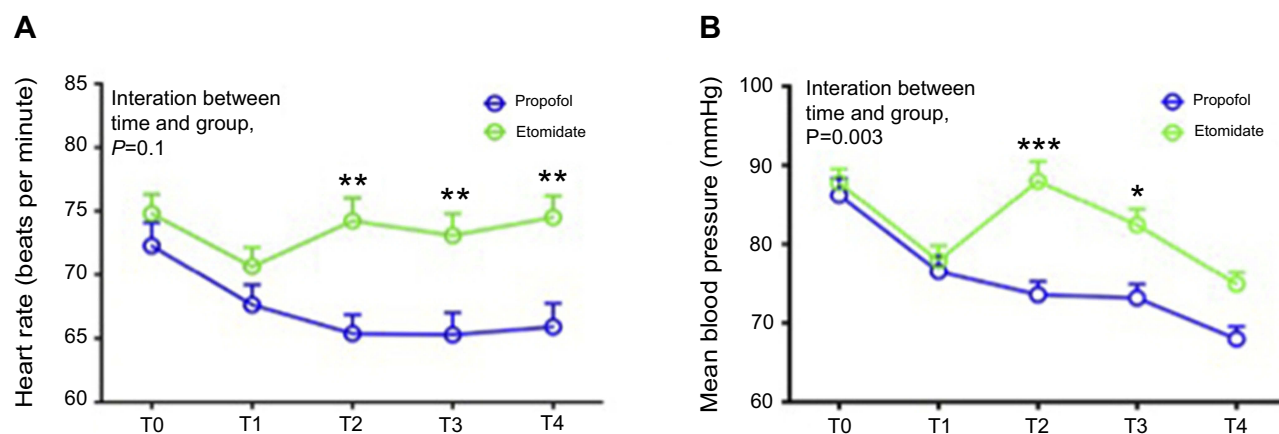 A
Heart rate (beats per minute)
85
80
75
70
65
60
Interation between
time and group,
P=0.1
Propofol
Etomidate
**
**
**
T0
T1
T2
T3
T4
B
Mean blood pressure (mmHg)
100
90
80
70
60
Interation between
time and group,
P=0.003
Propofol
Etomidate
***
*
T0
T1
T2
T3
T4